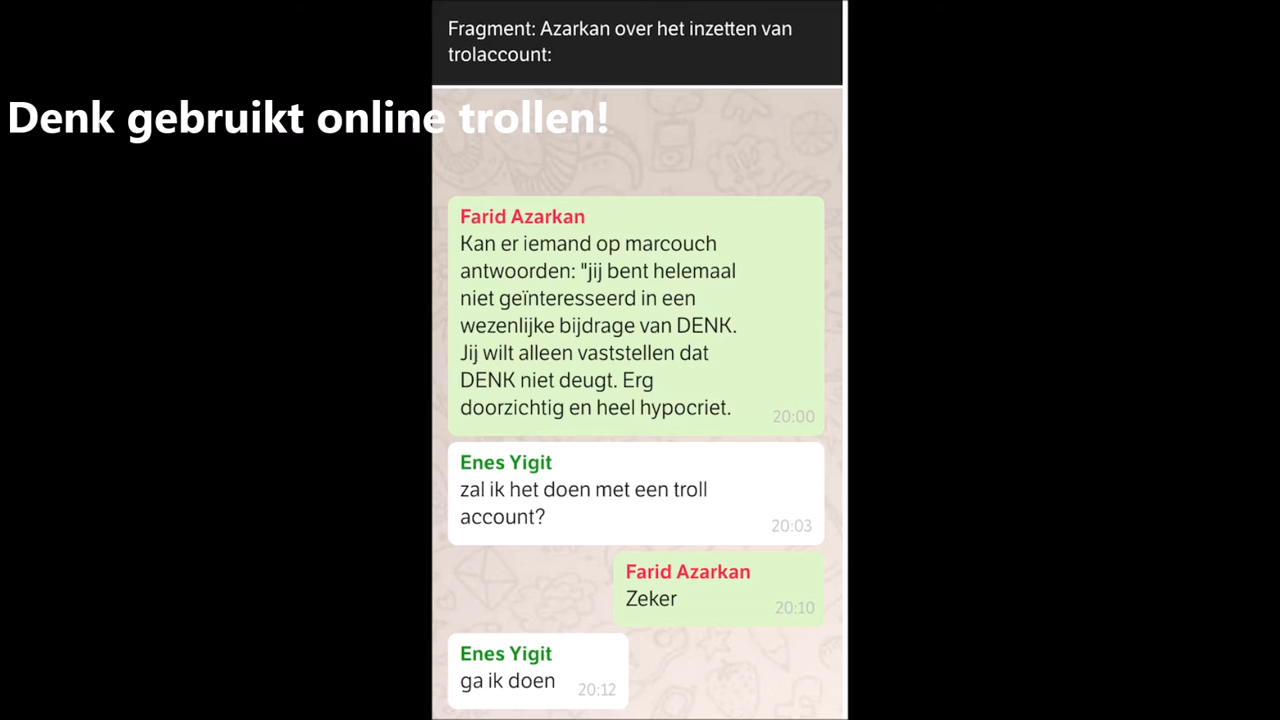 Fragment: Azarkan over het inzetten van
trolaccount:
Denk gebruikt online trollen!
Farid Azarkan
Kan er iemand op marcouch
antwoorden: "jij bent helemaal
niet geïnteresseerd in een
wezenlijke bijdrage van DENK.
Jij wilt alleen vaststellen dat
DENK niet deugt. Erg
doorzichtig en heel hypocriet.
20:00
Enes Yigit
zal ik het doen met een troll
account?
20:03
Farid Azarkan
Zeker
20:10
Enes Yigit
ga ik doen
20:12